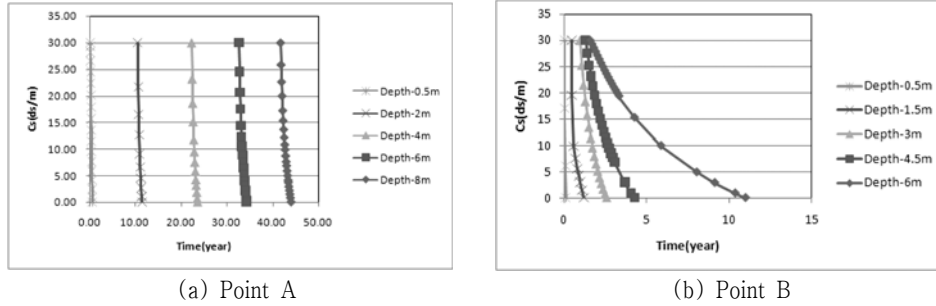 35.00
30.00
25.00
20.00
15.00
10.00
5.00
0.00
Cs(ds/m)
0.00 10.00 20.00 30.00 40.00 50.00
Time(year)
Depth-0.5m
Depth-2m
Depth-4m
Depth-6m
Depth-8m
(a) Point A
35
30
25
20
15
10
5
0
Cs(ds/m)
0 5 10 15
Time(year)
Depth-0.5m
Depth-1.5m
Depth-3m
Depth-4.5m
Depth-6m
(b) Point B